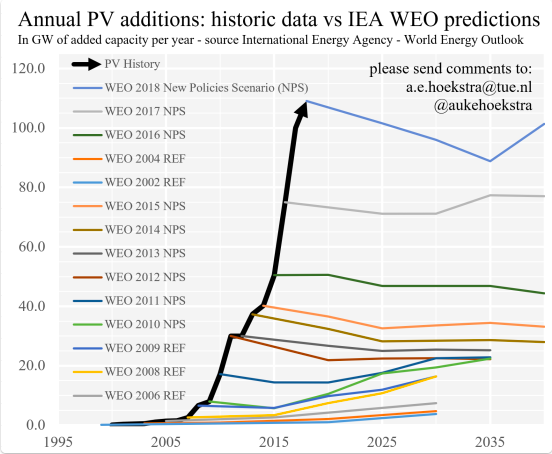 Annual PV additions: historic data vs IEA WEO predictions
In GW of added capacity per year - source International Energy Agency - World Energy Outlook
120.0
PV History
please send comments to:
WEO 2018 New Policies Scenario (NPS)
a.e.hoekstra@tue.nl
@aukehoekstra
WEO 2017 NPS
100.0
WEO 2016 NPS
WEO 2004 REF
80.0
WEO 2002 REF
WEO 2015 NPS
60.0
WEO 2014 NPS
WEO 2013 NPS
WEO 2012 NPS
40.0
WEO 2011 NPS
WEO 2010 NPS
WEO 2009 REF
20.0
WEO 2008 REF
WEO 2006 REF
0.0
1995 2005 2015 2025 2035